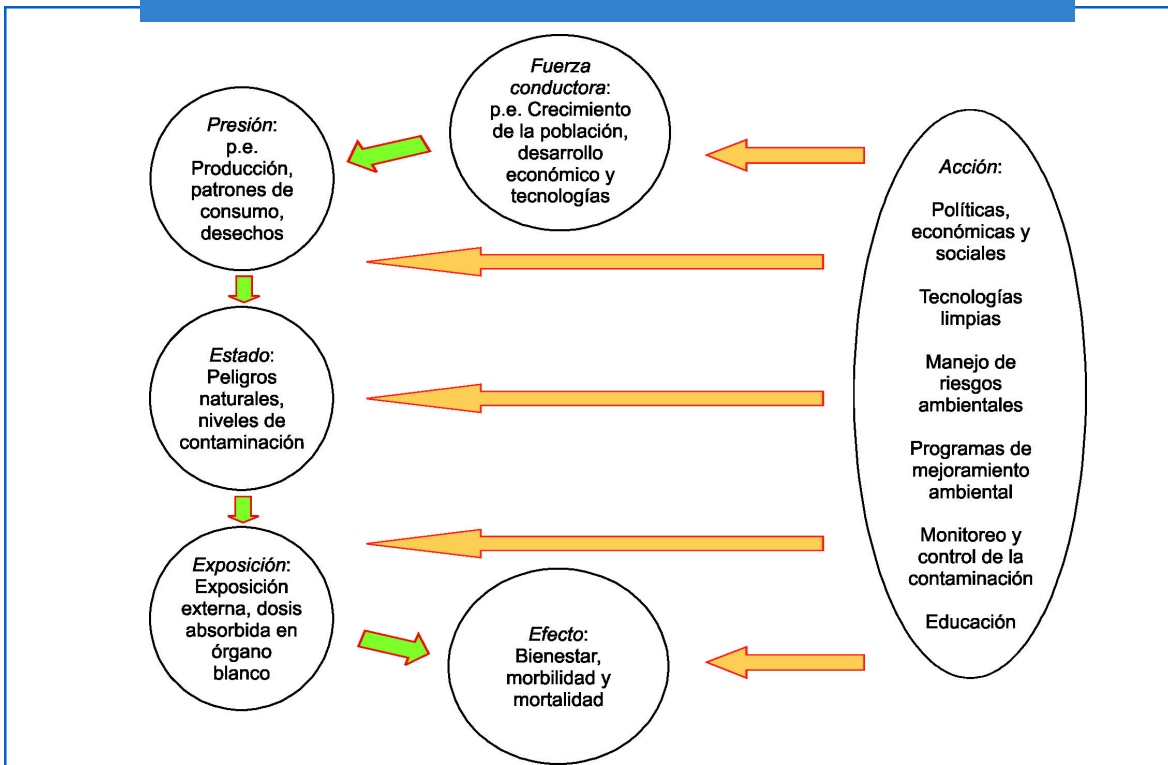 Fuerza
conductora:
p.e. Crecimiento
de la población,
desarrollo
económico y
tecnologías
Presión:
p.e.
Producción,
patrones de
consumo,
desechos
Estado:
Peligros
naturales,
niveles de
contaminación
Exposición:
Exposición
externa, dosis
absorbida en
órgano
blanco
Efecto:
Bienestar,
morbilidad y
mortalidad
Acción:
Políticas,
económicas y
sociales
Tecnologías
limpias
Manejo de
riesgos
ambientales
Programas de
mejoramiento
ambiental
Monitoreo y
control de la
contaminación
Educación